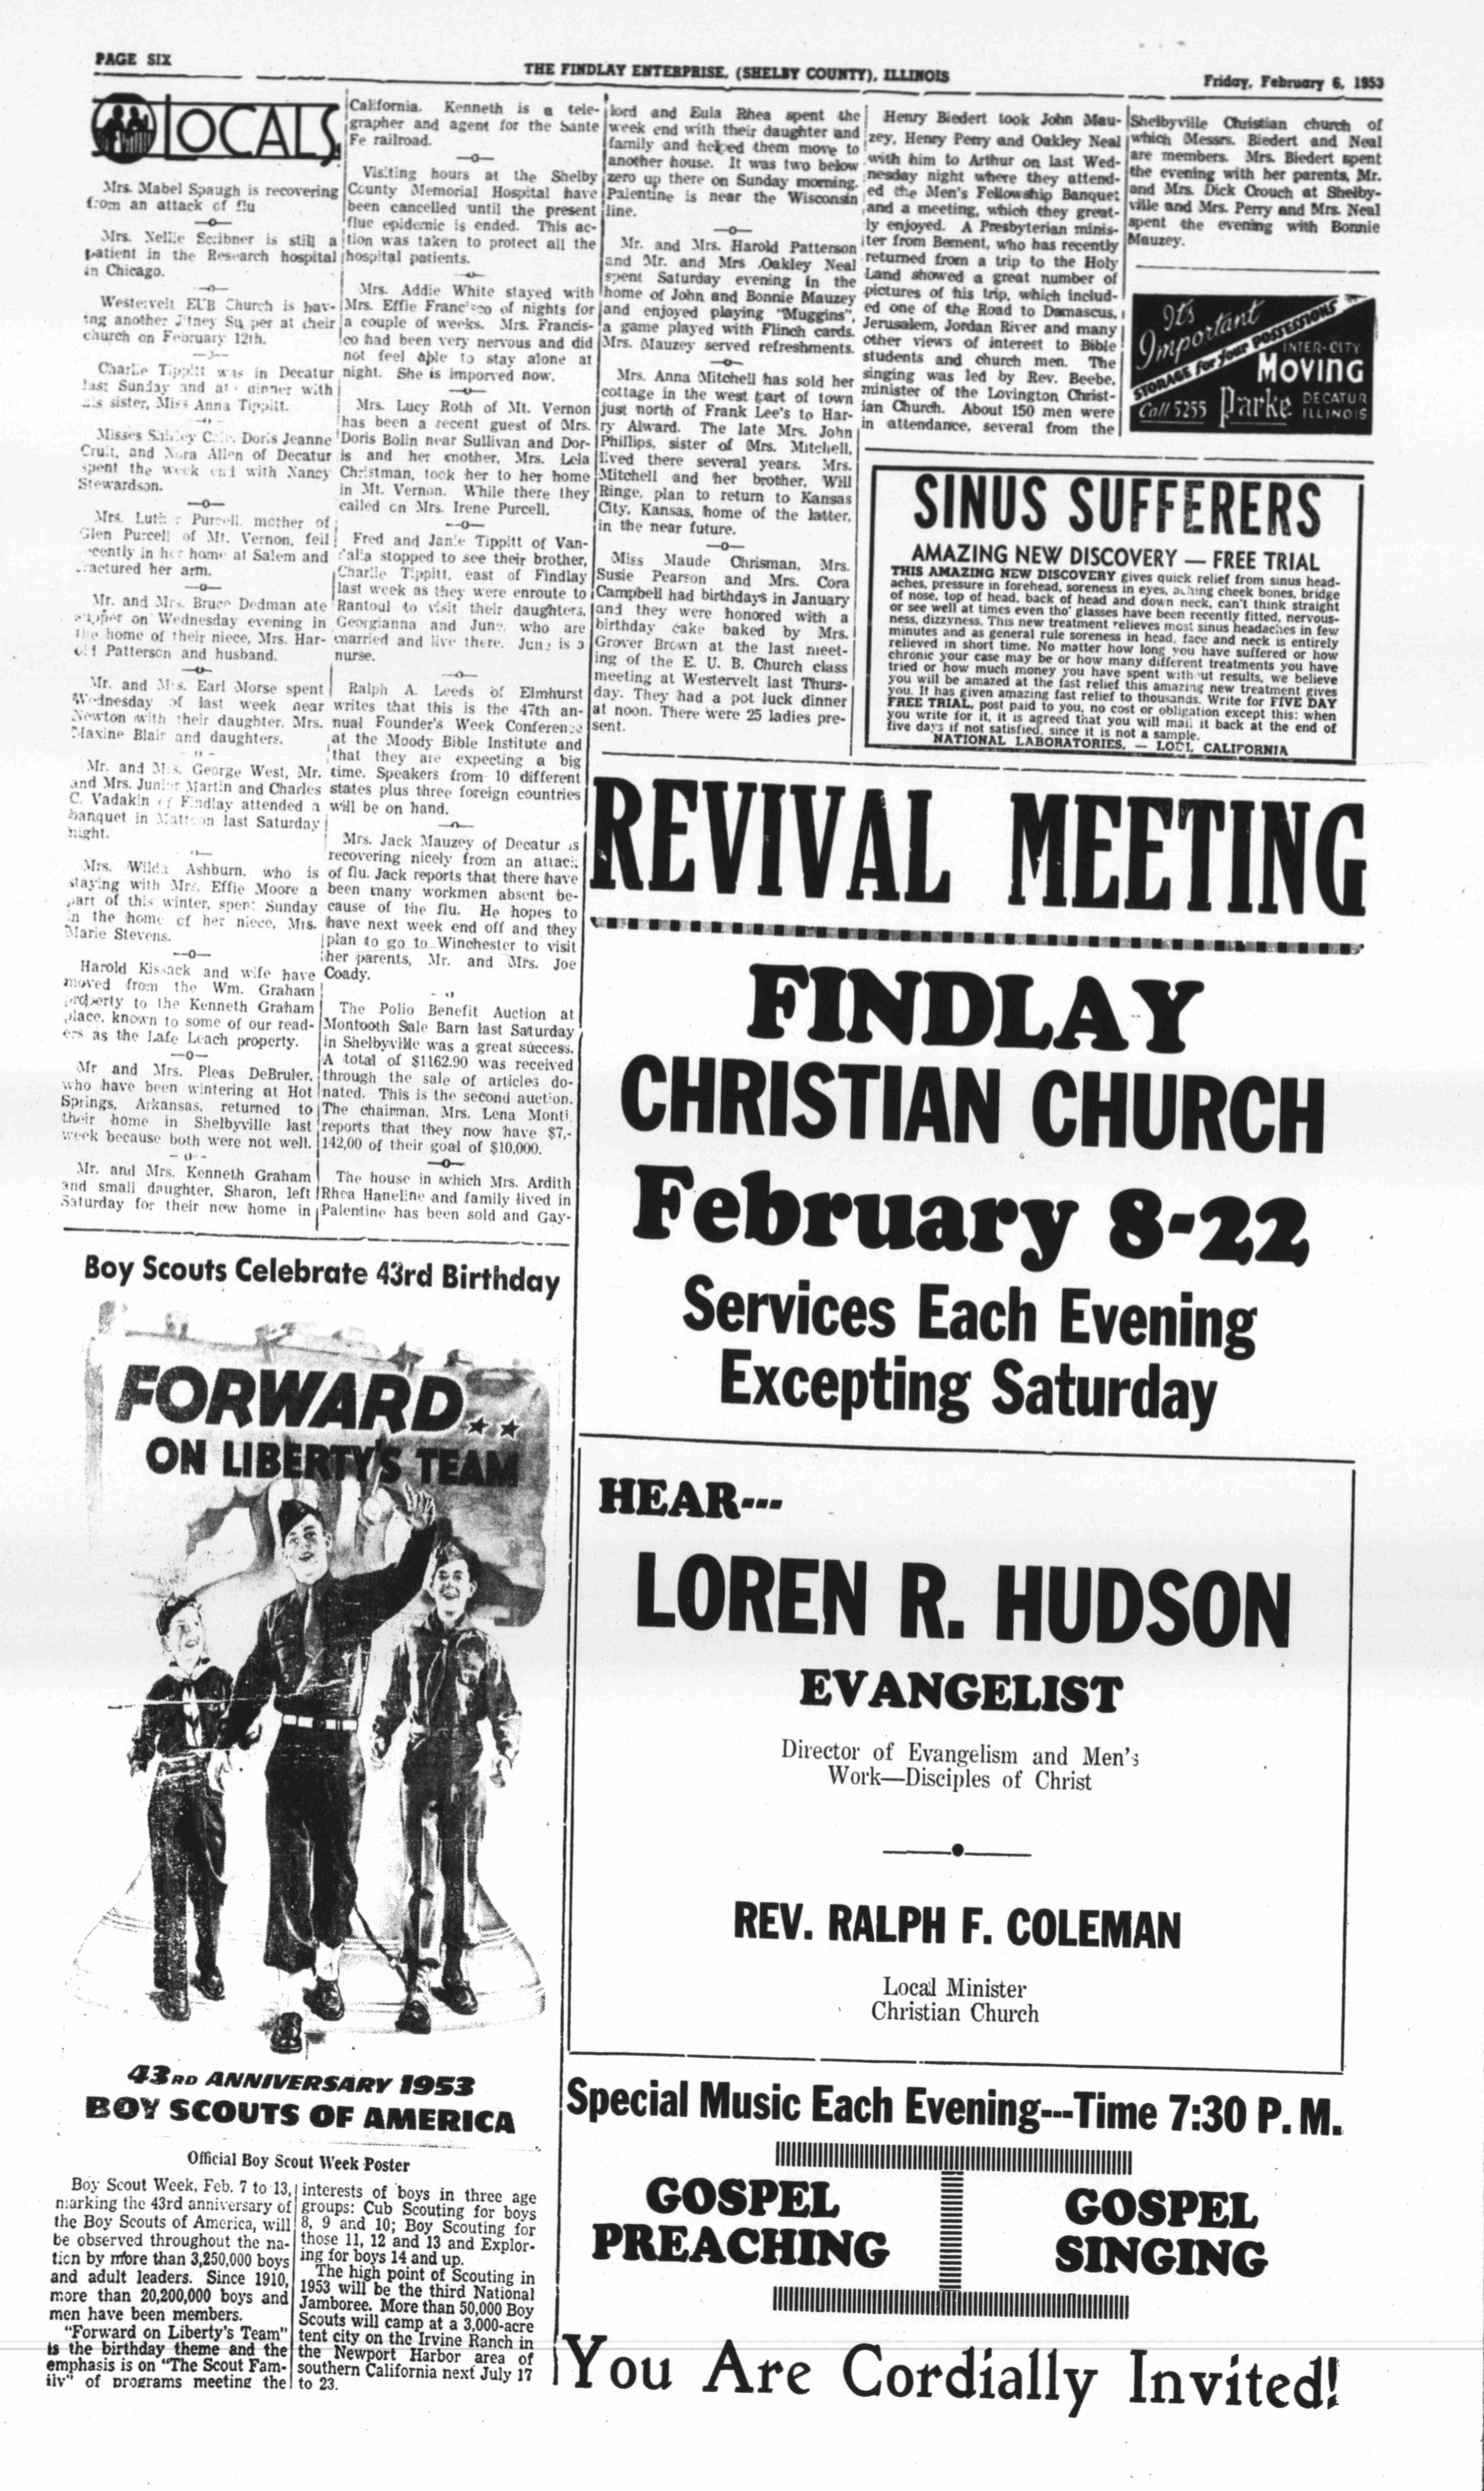 PAGE SIX
THE FINDLAY ENTERPRISE, (SHELBY COUNTY), ILLINOIS
Friday, February 6, 1953
LOCALS
Mrs. Mabel Spaugh is recovering
from an attack of flu
—o—
Mrs. Nellie Scribner is still a
patient in the Research hospital
in Chicago.
Westervelt EUB Church is hav-
ing another Jitney Supper at their
church on February 12th.
Charlie Tippitt was in Decatur
last Sunday and ate dinner with
his sister, Miss Anna Tippitt.
Misses Doris Jeanne
Cruit, and Nora Allen of Decatur
spent the week end with Nancy
Stewardson.
—o—
Mrs. Luther Purcell, mother of
Glen Purcell of Mt. Vernon, fell
recently in her home at Salem and
fractured her arm.
—o—
Mr. and Mrs. Bruce Dedman ate
supper on Wednesday evening in
the home of their niece, Mrs. Har-
old Patterson and husband.
—o—
Mr. and Mrs. Earl Morse spent
Wednesday of last week near
Newton with their daughter, Mrs.
Maxine Blair and daughters.
Mr. and Mrs. George West, Mr.
and Mrs. Junior Martin and Charles
C. Vadakin of Findlay attended a
banquet in Mattoon last Saturday
night.
Mrs. Wilda Ashburn, who is
staying with Mrs. Effie Moore a
part of this winter, spent Sunday
in the home of her niece, Mrs.
Marie Stevens.
—o—
Harold Kissack and wife have
moved from the Wm. Graham
property to the Kenneth Graham
place, known to some of our read-
ers as the Lafe Leach property.
—o—
Mr and Mrs. Pleas DeBruler,
who have been wintering at Hot
Springs, Arkansas, returned to
their home in Shelbyville last
week because both were not well.
Mr. and Mrs. Kenneth Graham
and small daughter, Sharon, left
Saturday for their new home in
California. Kenneth is a tele-
grapher and agent for the Sante
Fe railroad.
—o—
Visiting hours at the Shelby
County Memorial Hospital have
been cancelled until the present
flue epidemic is ended. This ac-
tion was taken to protect all the
hospital patients.
Mrs. Addie White stayed with
Mrs. Effie Francisco of nights for
a couple of weeks. Mrs. Francis-
co had been very nervous and did
not feel able to stay alone at
night. She is imporved now.
—o—
Mrs. Lucy Roth of Mt. Vernon
has been a recent guest of Mrs.
Doris Bolin near Sullivan and Dor-
is and her mother, Mrs. Lela
Christman, took her to her home
in Mt. Vernon. While there they
called on Mrs. Irene Purcell.
—o—
Fred and Janie Tippitt of Van-
dalia stopped to see their brother,
Charlie Tippitt, east of Findlay
last week as they were enroute to
Rantoul to visit their daughters,
Georgianna and June, who are
married and live there. June is a
nurse.
—o—
Ralph A. Leeds of Elmhurst
writes that this is the 47th an-
nual Founder's Week Conference
at the Moody Bible Institute and
that they are expecting a big
time. Speakers from 10 different
states plus three foreign countries
will be on hand.
Mrs. Jack Mauzey of Decatur is
recovering nicely from an attack
of flu. Jack reports that there have
been many workmen absent be-
cause of the flu. He hopes to
have next week end off and they
plan to go to Winchester to visit
her parents, Mr. and Mrs. Joe
Coady.
The Polio Benefit Auction at
Montooth Sale Barn last Saturday
in Shelbyville was a great success.
A total of $1162.90 was received
through the sale of articles do-
nated. This is the second auction.
The chairman, Mrs. Lena Monti
reports that they now have $7,-
142,00 of their goal of $10,000.
—o—
The house in which Mrs. Ardith
Rhea Haneline and family lived in
Palentine has been sold and Gay-
lord and Eula Rhea spent the
week end with their daughter and
family and helped them move to
another house. It was two below
zero up there on Sunday morning.
Palentine is near the Wisconsin
line.
—o—
Mr. and Mrs. Harold Patterson
and Mr. and Mrs .Oakley Neal
spent Saturday evening in the
home of John and Bonnie Mauzey
and enjoyed playing "Muggins",
a game played with Flinch cards.
Mrs. Mauzey served refreshments.
—o—
Mrs. Anna Mitchell has sold her
cottage in the west part of town
just north of Frank Lee's to Har-
ry Alward. The late Mrs. John
Phillips, sister of Mrs. Mitchell,
lived there several years. Mrs.
Mitchell and her brother, Will
Ringe, plan to return to Kansas
City, Kansas, home of the latter,
in the near future.
—o—
Miss Maude Chrisman, Mrs.
Susie Pearson and Mrs. Cora
Campbell had birthdays in January
and they were honored with a
birthday cake baked by Mrs.
Grover Brown at the last meet-
ing of the E. U. B. Church class
meeting at Westervelt last Thurs-
day. They had a pot luck dinner
at noon. There were 25 ladies pre-
sent.
Henry Biedert took John Mau-
zey, Henry Perry and Oakley Neal
with him to Arthur on last Wed-
nesday night where they attend-
ed the Men's Fellowship Banquet
and a meeting, which they great-
ly enjoyed. A Presbyterian minis-
iter from Bement, who has recently
returned from a trip to the Holy
Land showed a great number of
pictures of his trip, which includ-
ed one of the Road to Damascus,
Jerusalem, Jordan River and many
other views of interest to Bible
students and church men. The
singing was led by Rev. Beebe,
minister of the Lovington Christ-
ian Church. About 150 men were
in attendance, several from the
Shelbyville Christian church of
which Messrs. Biedert and Neal
are members. Mrs. Biedert spent
the evening with her parents, Mr.
and Mrs. Dick Crouch at Shelby-
ville and Mrs. Perry and Mrs. Neal
spent the evening with Bonnie
Mauzey.
It's
Important
STORAGE for your POSSESSIONS
INTER-CITY
MOVING
Call 5255 Parke DECATUR
ILLINOIS
SINUS SUFFERERS
AMAZING NEW DISCOVERY — FREE TRIAL
THIS AMAZING NEW DISCOVERY gives quick relief from sinus head-
aches, pressure in forehead, soreness in eyes, aching cheek bones, bridge
of nose, top of head, back of head and down neck, can't think straight
or see well at times even tho' glasses have been recently fitted, nervous-
ness, dizzyness. This new treatment relieves most sinus headaches in few
minutes and as general rule soreness in head, face and neck is entirely
relieved in short time. No matter how long you have suffered or how
chronic your case may be or how many different treatments you have
tried or how much money you have spent without results, we believe
you will be amazed at the fast relief this amazing new treatment gives
you. It has given amazing fast relief to thousands. Write for FIVE DAY
FREE TRIAL, post paid to you, no cost or obligation except this: when
you write for it, it is agreed that you will mail it back at the end of
five days if not satisfied, since it is not a sample.
NATIONAL LABORATORIES, — LODI, CALIFORNIA
REVIVAL MEETING
FINDLAY
CHRISTIAN CHURCH
February 8-22
Services Each Evening
Excepting Saturday
HEAR---
LOREN R. HUDSON
EVANGELIST
Director of Evangelism and Men's
Work—Disciples of Christ
REV. RALPH F. COLEMAN
Local Minister
Christian Church
Special Music Each Evening---Time 7:30 P. M.
GOSPEL
PREACHING
GOSPEL
SINGING
You Are Cordially Invited!
Boy Scouts Celebrate 43rd Birthday
FORWARD..
ON LIBERTY'S TEAM
43RD ANNIVERSARY 1953
BOY SCOUTS OF AMERICA
Official Boy Scout Week Poster
Boy Scout Week, Feb. 7 to 13,
marking the 43rd anniversary of
the Boy Scouts of America, will
be observed throughout the na-
tion by more than 3,250,000 boys
and adult leaders. Since 1910,
more than 20,200,000 boys and
men have been members.
"Forward on Liberty's Team"
is the birthday theme and the
emphasis is on "The Scout Fam-
ily" of programs meeting the
interests of boys in three age
groups: Cub Scouting for boys
8, 9 and 10; Boy Scouting for
those 11, 12 and 13 and Explor-
ing for boys 14 and up.
The high point of Scouting in
1953 will be the third National
Jamboree. More than 50,000 Boy
Scouts will camp at a 3,000-acre
tent city on the Irvine Ranch in
the Newport Harbor area of
southern California next July 17
to 23.